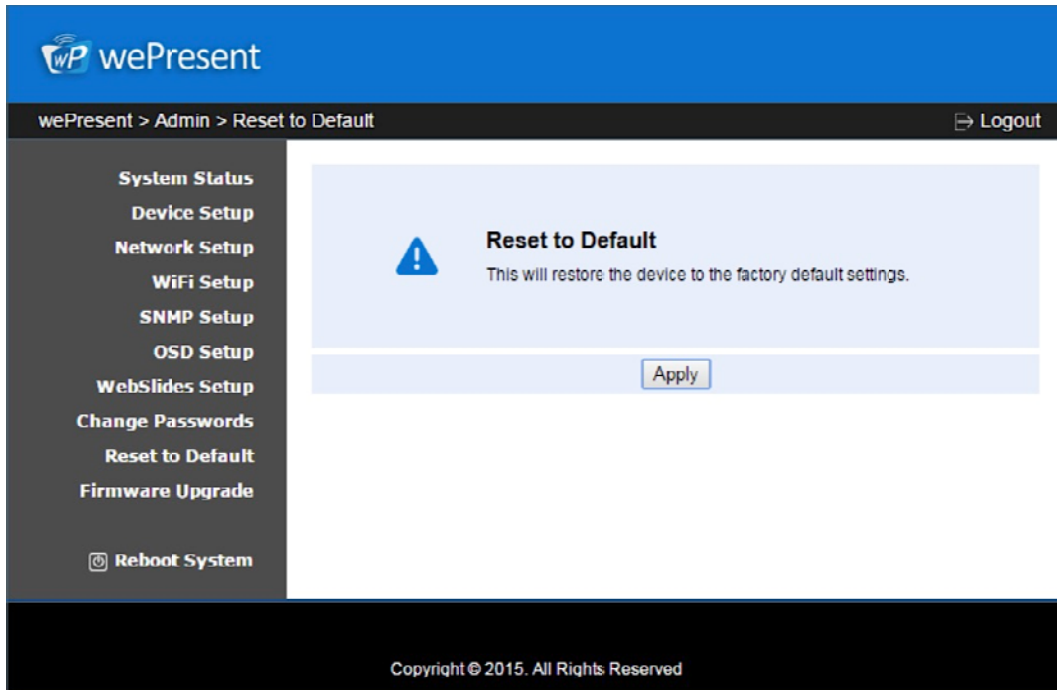 wP wePresent
wePresent > Admin > Reset to Default
Logout
System Status
Device Setup
Network Setup
WiFi Setup
SNMP Setup
OSD Setup
WebSlides Setup
Change Passwords
Reset to Default
Firmware Upgrade
Reboot System
Reset to Default
This will restore the device to the factory default settings.
Apply
Copyright © 2015. All Rights Reserved